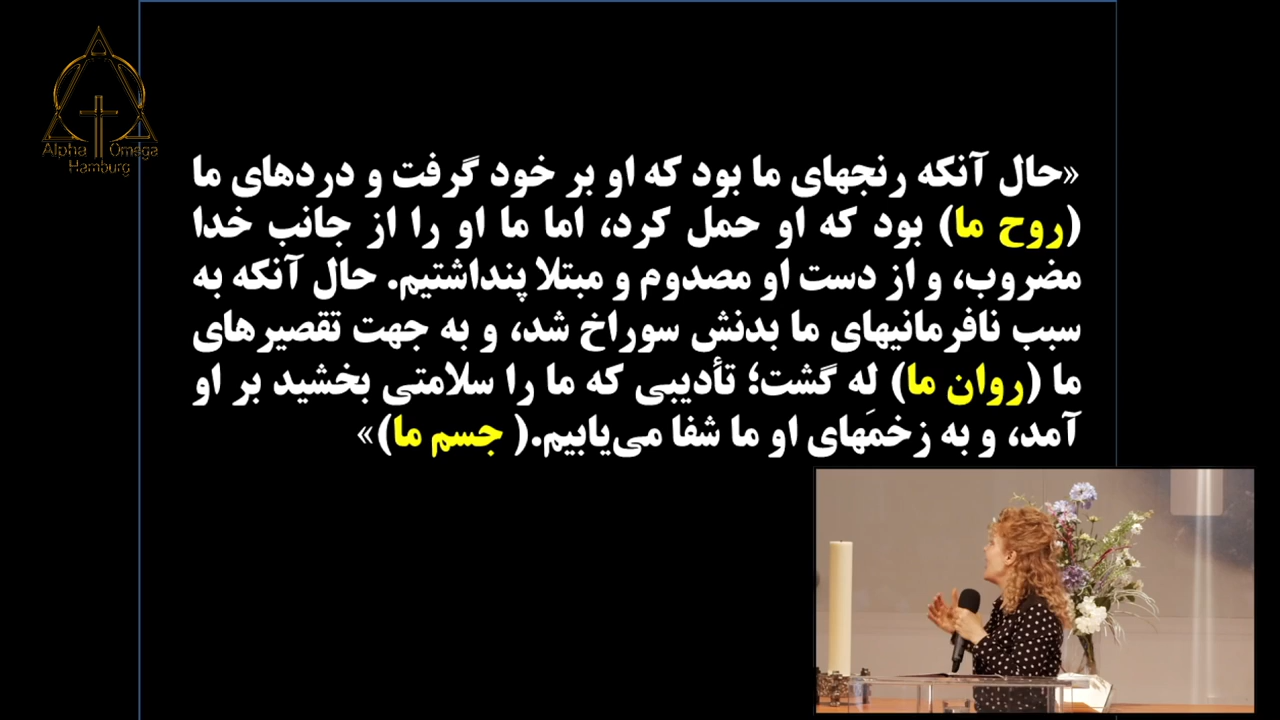 Alpha Omega
Hamburg
«حال آنکه رنجهای ما بود که او بر خود گرفت و دردهای ما
(روح ما) بود که او حمل کرد، اما ما او را از جانب خدا
مضروب، و از دست او مصدوم و مبتلا پنداشتیم. حال آنکه به
سبب نافرمانیهای ما بدنش سوراخ شد، و به جهت تقصیرهای
ما (روان ما) له گشت؛ تأدیبی که ما را سلامتی بخشید بر او
آمد، و به زخمَهای او ما شفا می‌یابیم.( جسم ما)»